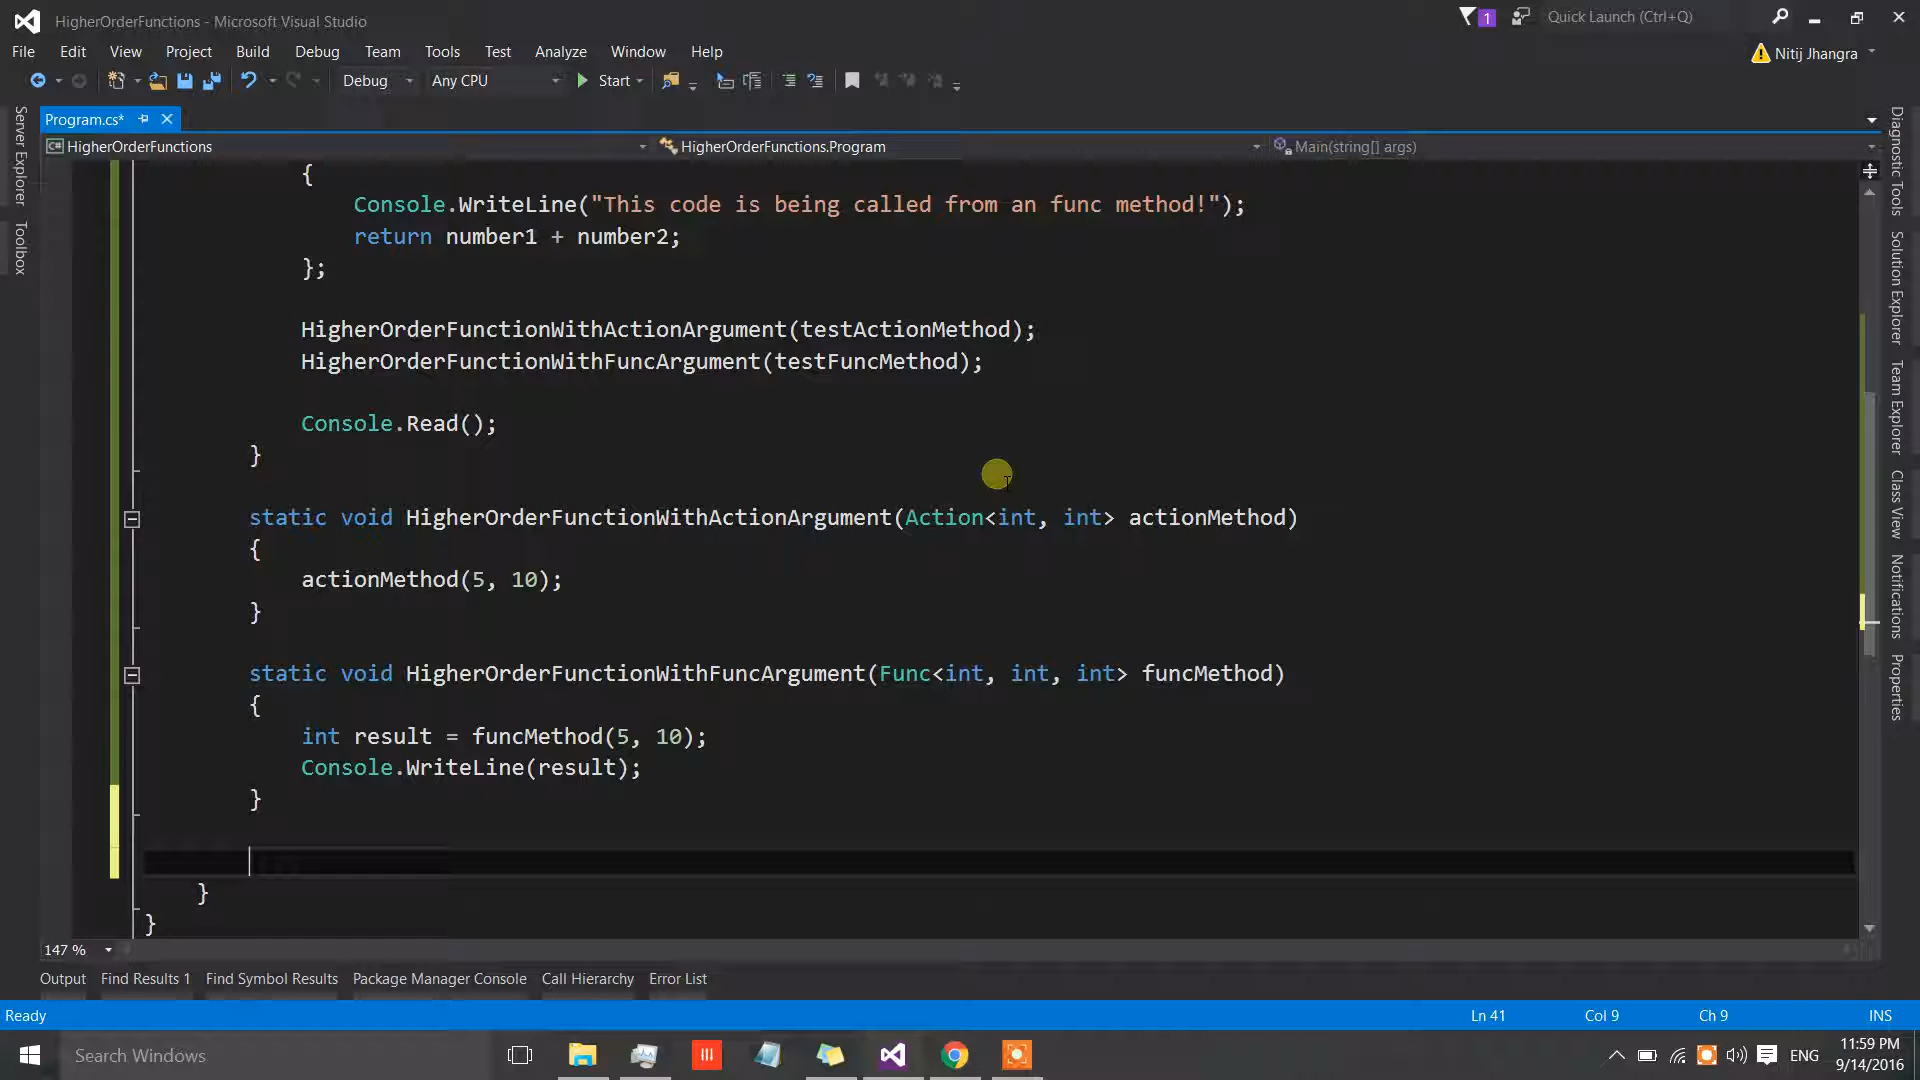 HigherOrderFunctions - Microsoft Visual Studio
1
Quick Launch (Ctrl+Q)
File Edit View Project Build Debug Team Tools Test Analyze Window Help
Nitij Jhangra
Debug Any CPU Start
Program.cs*
C# HigherOrderFunctions
HigherOrderFunctions.Program
Main(string[] args)
{
Console.WriteLine("This code is being called from an func method!");
return number1 + number2;
};
HigherOrderFunctionWithActionArgument(testActionMethod);
HigherOrderFunctionWithFuncArgument(testFuncMethod);
Console.Read();
}
static void HigherOrderFunctionWithActionArgument(Action<int, int> actionMethod)
{
actionMethod(5, 10);
}
static void HigherOrderFunctionWithFuncArgument(Func<int, int, int> funcMethod)
{
int result = funcMethod(5, 10);
Console.WriteLine(result);
}
}
}
Server Explorer
Toolbox
Diagnostic Tools
Solution Explorer
Team Explorer
Class View
Notifications
Properties
147 %
Output Find Results 1 Find Symbol Results Package Manager Console Call Hierarchy Error List
Ready Ln 41 Col 9 Ch 9 INS
Search Windows
ENG
11:59 PM
9/14/2016